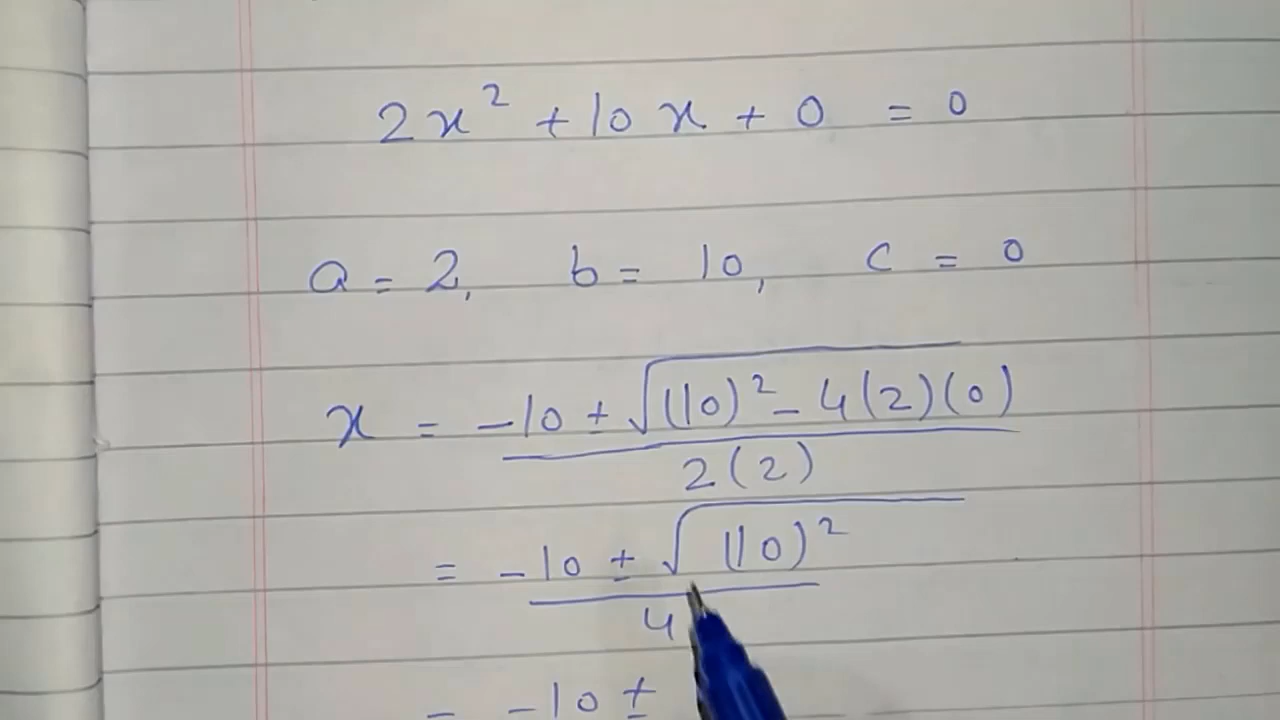 2x² + 10x + 0 = 0
a = 2, b = 10, c = 0
x = -10 ± √(10)² - 4(2)(0)
2(2)
= -10 ± √(10)²
4
= -10 ±